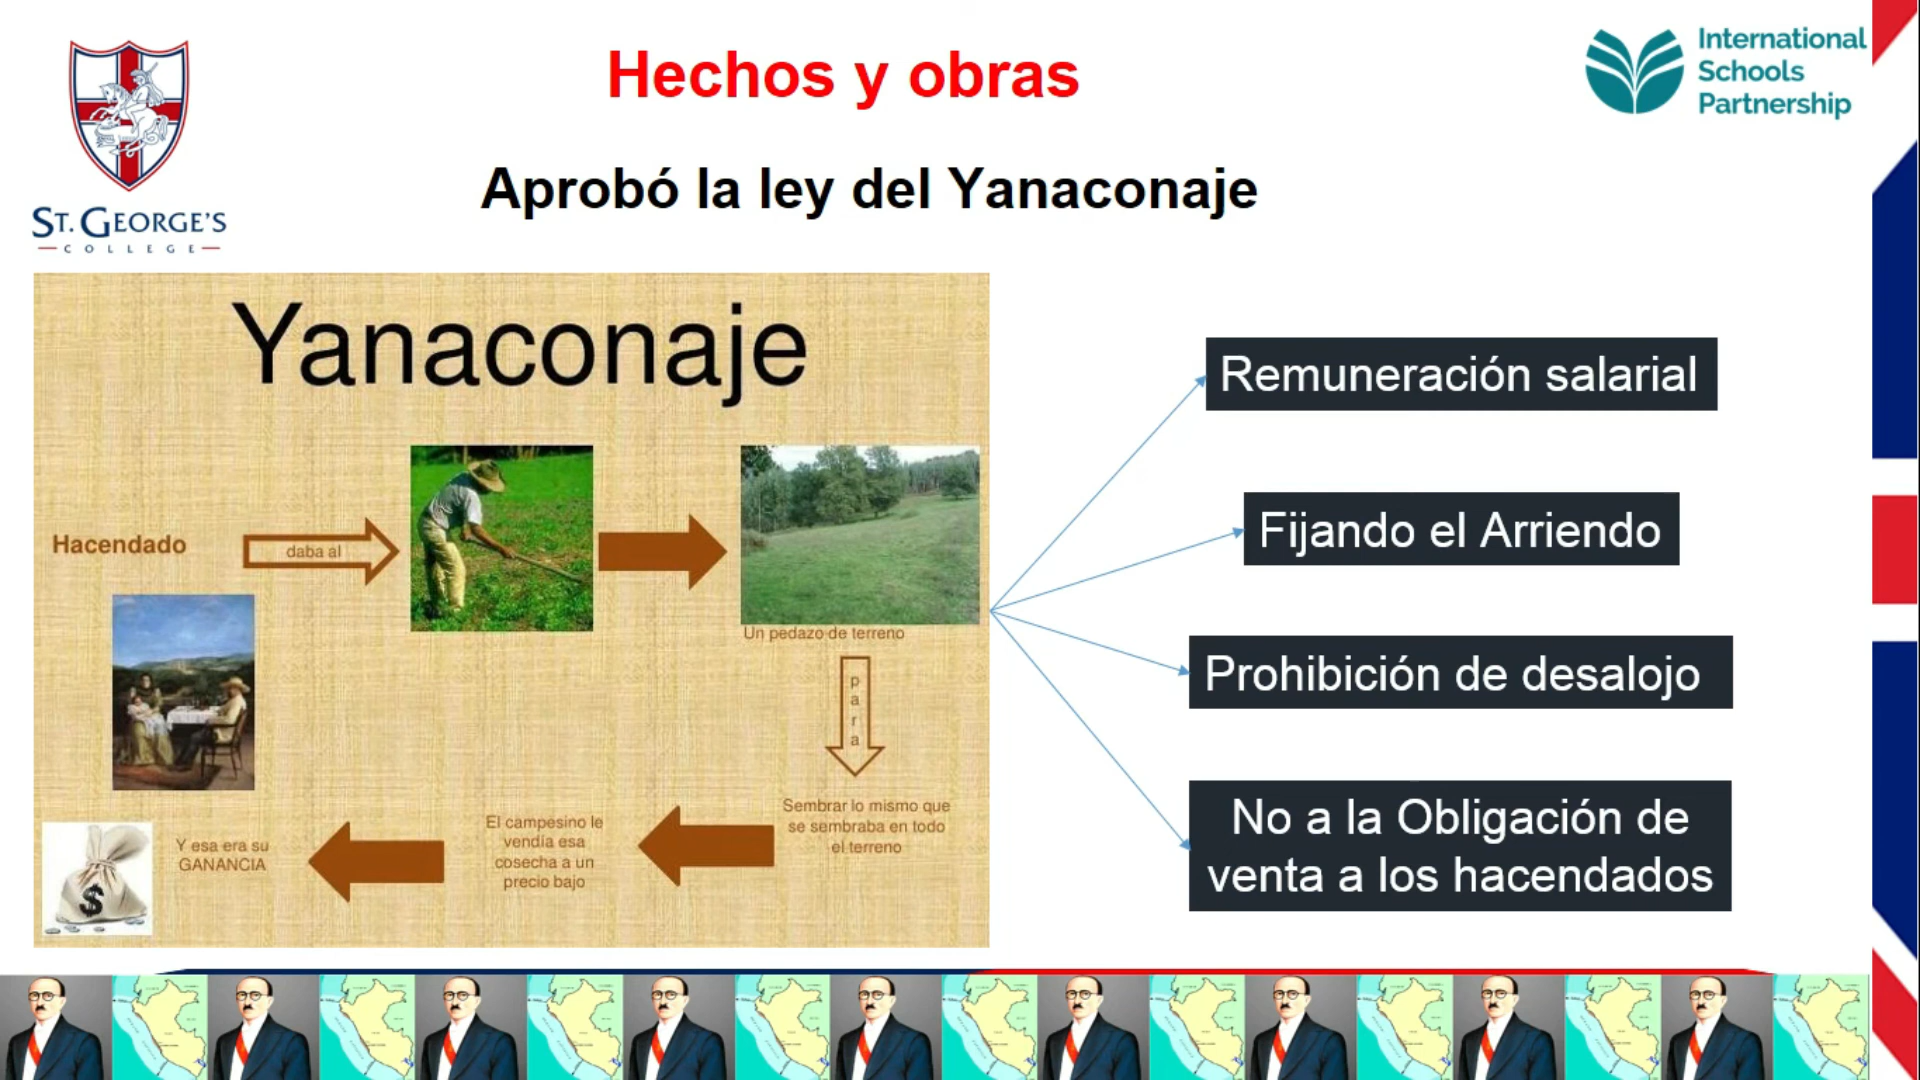 Hechos y obras
International
Schools
Partnership
Aprobó la ley del Yanaconaje
ST. GEORGE'S
COLLEGE
Yanaconaje
Hacendado
daba al
Un pedazo de terreno
para
Sembrar lo mismo que
se sembraba en todo
el terreno
El campesino le
vendía esa
cosecha a un
precio bajo
Y esa era su
GANANCIA
$
Remuneración salarial
Fijando el Arriendo
Prohibición de desalojo
No a la Obligación de
venta a los hacendados